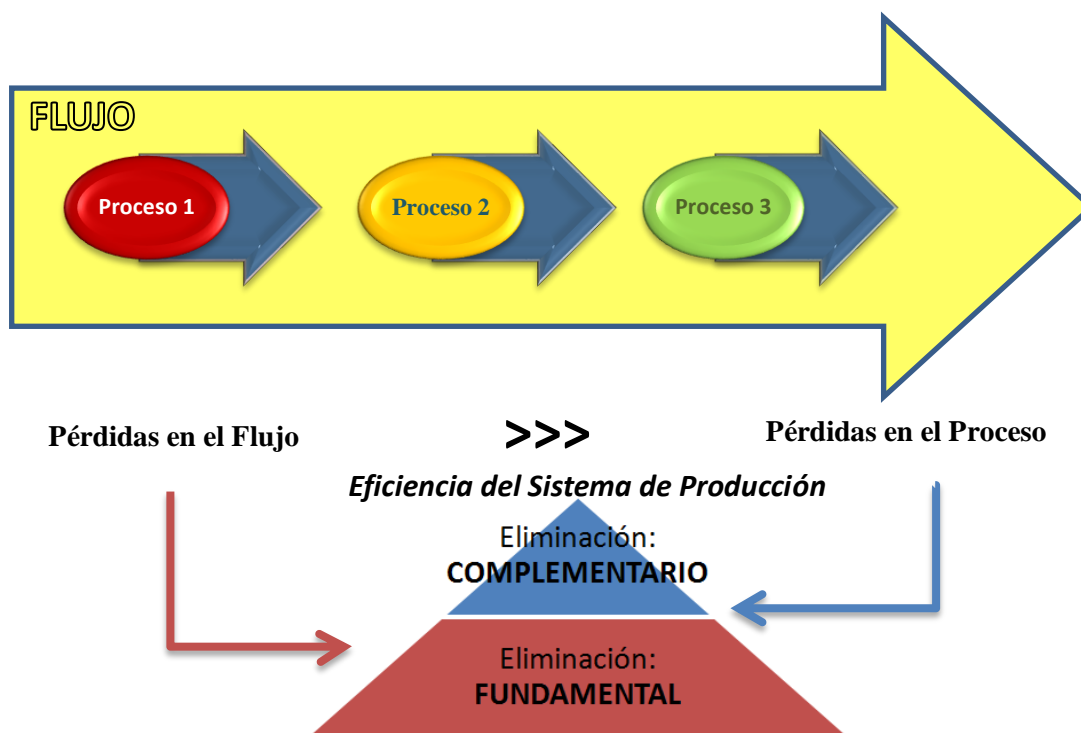 FLUJO
Proceso 1
Proceso 2
Proceso 3
Pérdidas en el Flujo
>>>
Pérdidas en el Proceso
Eficiencia del Sistema de Producción
Eliminación:
COMPLEMENTARIO
Eliminación:
FUNDAMENTAL